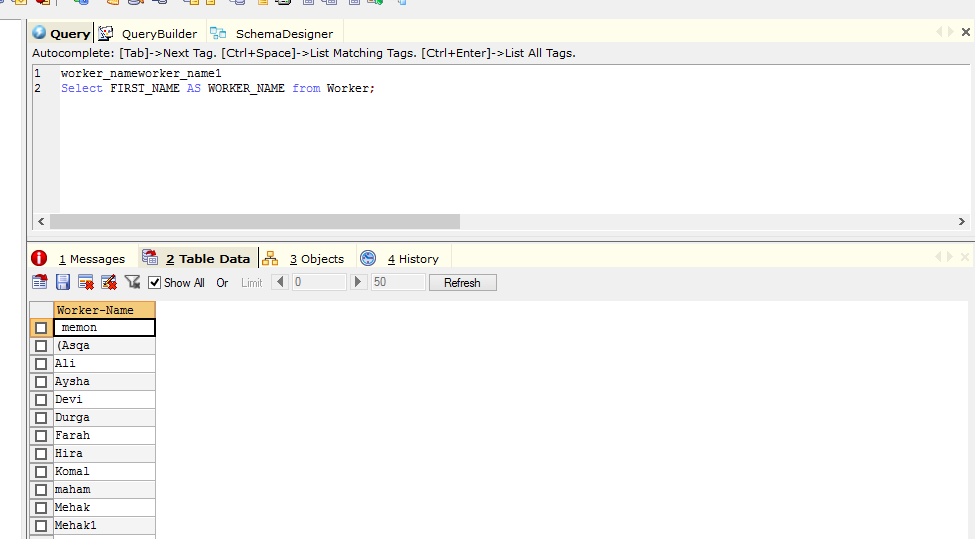 Query QueryBuilder SchemaDesigner
Autocomplete: [Tab]->Next Tag. [Ctrl+Space]->List Matching Tags. [Ctrl+Enter]->List All Tags.
1 worker_nameworker_name1
2 Select FIRST_NAME AS WORKER_NAME from Worker;
1 Messages 2 Table Data 3 Objects 4 History
Show All Or Limit 0 50 Refresh
Worker-Name
memon
(Asqa
Ali
Aysha
Devi
Durga
Farah
Hira
Komal
maham
Mehak
Mehak1